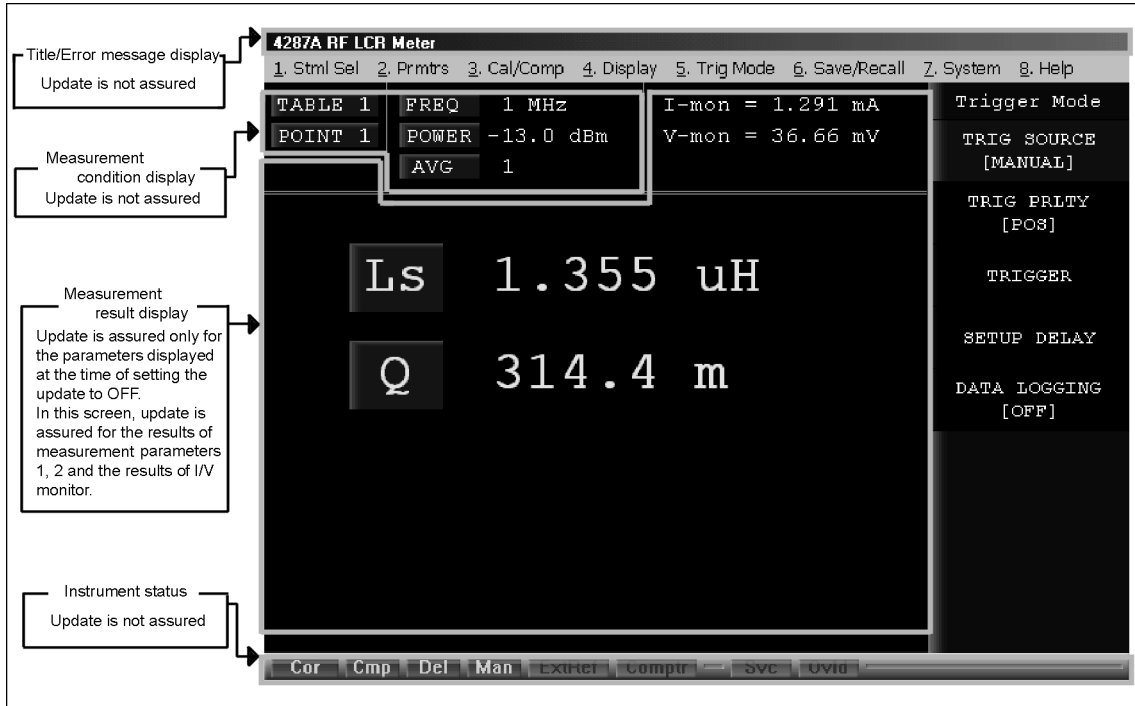 Title/Error message display
Update is not assured
Measurement
condition display
Update is not assured
Measurement
result display
Update is assured only for
the parameters displayed
at the time of setting the
update to OFF.
In this screen, update is
assured for the results of
measurement parameters
1, 2 and the results of I/V
monitor.
Instrument status
Update is not assured
4287A RF LCR Meter
1. Stml Sel 2. Prmtrs 3. Cal/Comp 4. Display 5. Trig Mode 6. Save/Recall 7. System 8. Help
TABLE 1 FREQ 1 MHz I-mon = 1.291 mA
POINT 1 POWER -13.0 dBm V-mon = 36.66 mV
AVG 1
Ls 1.355 uH
Q 314.4 m
Trigger Mode
TRIG SOURCE
[MANUAL]
TRIG PRLTY
[POS]
TRIGGER
SETUP DELAY
DATA LOGGING
[OFF]
Cor Cmp Del Man ExtRef Comptr Svc Ovld